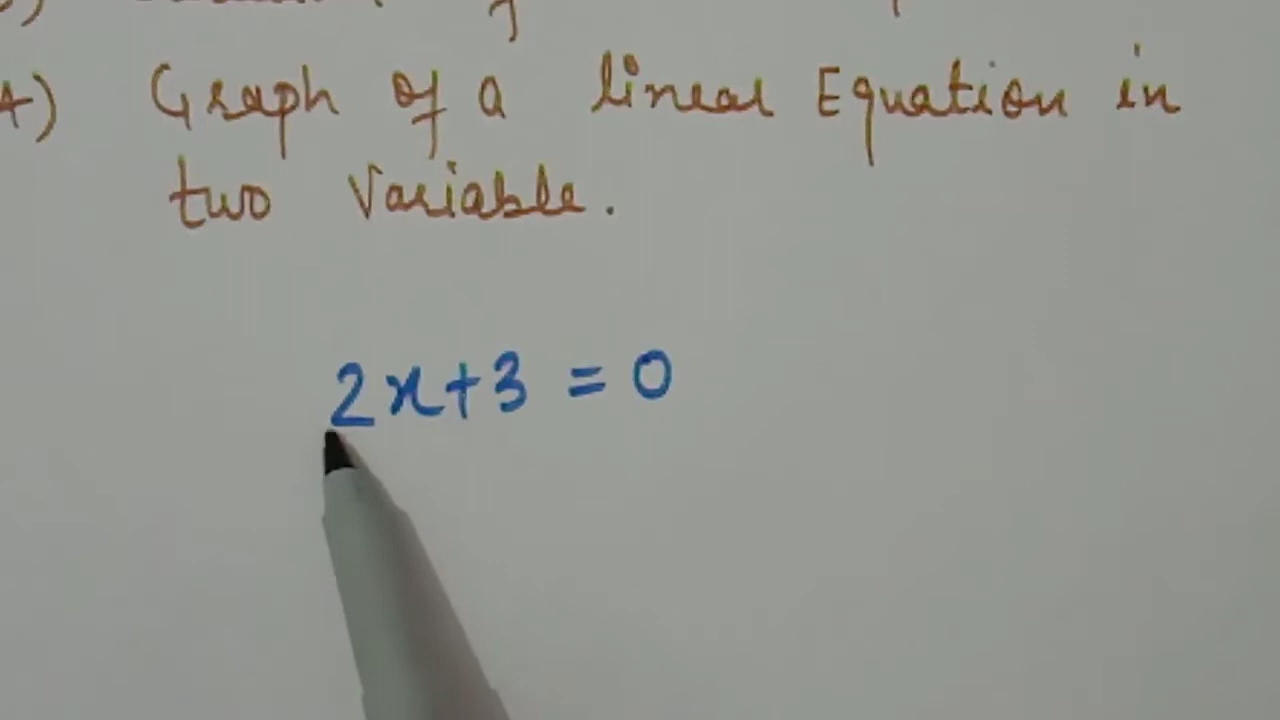 4) Graph of a linear Equation in
two Variable.
2x+3 = 0